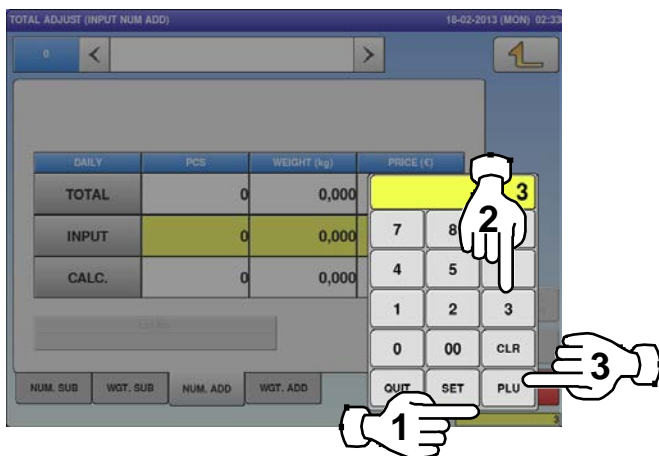 TOTAL ADJUST (INPUT NUM ADD) 18-02-2013 (MON) 02:33
0 < >
DAILY PCS WEIGHT (kg) PRICE (€)
TOTAL 0 0,000
INPUT 0 0,000
CALC. 0 0,000
3
7 8
4 5
1 2 3
0 00 CLR
QUIT SET PLU
NUM. SUB WGT. SUB NUM. ADD WGT. ADD
3
2
3
1